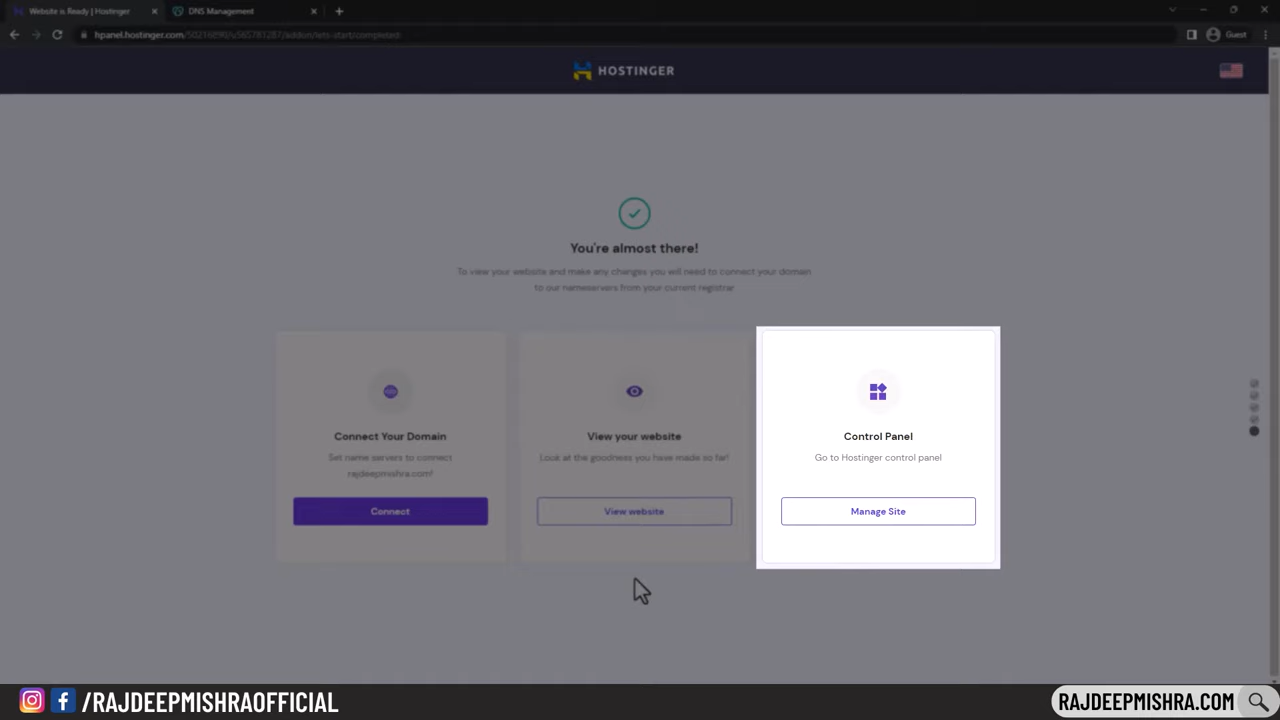 Website is Ready | Hostinger
DNS Management
Guest
HOSTINGER
You're almost there!
To view your website and make any changes you will need to connect your domain
to our nameservers from your current registrar
Connect Your Domain
Set name servers to connect
rajdeepmishra.com!
Connect
View your website
Look at the goodness you have made so far!
View website
Control Panel
Go to Hostinger control panel
Manage Site
/RAJDEEPMISHRAOFFICIAL
RAJDEEPMISHRA.COM